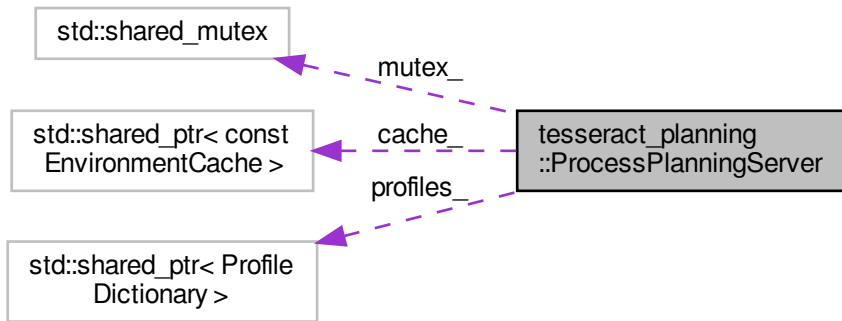 std::shared_mutex
mutex_
std::shared_ptr< const
EnvironmentCache >
cache_
tesseract_planning
::ProcessPlanningServer
profiles_
std::shared_ptr< Profile
Dictionary >